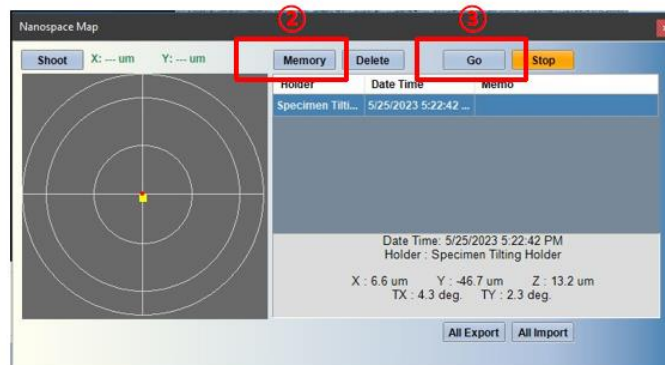 ② ③
Nanospace Map
Shoot X: --- um Y: --- um Memory Delete Go Stop
Holder Date Time Memo
Specimen Tilti... 5/25/2023 5:22:42 ...
Date Time: 5/25/2023 5:22:42 PM
Holder : Specimen Tilting Holder
X : 6.6 um Y : -46.7 um Z : 13.2 um
TX : 4.3 deg. TY : 2.3 deg.
All Export All Import